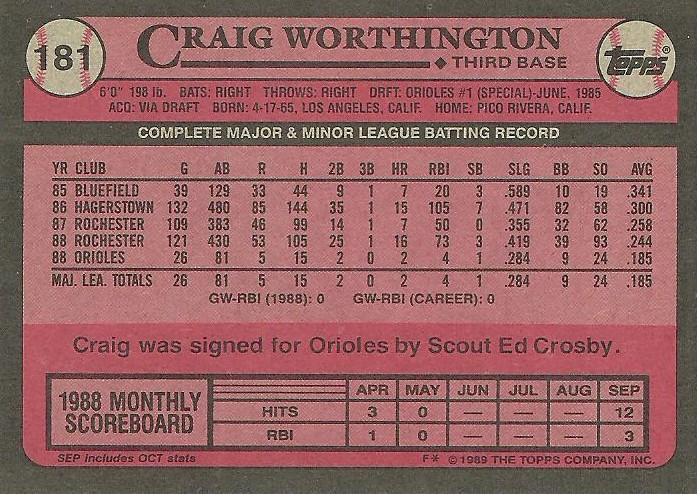 181
CRAIG WORTHINGTON
THIRD BASE
TOPPS
6'0" 198 lb. BATS: RIGHT THROWS: RIGHT DRFT: ORIOLES #1 (SPECIAL)-JUNE, 1985
ACQ: VIA DRAFT BORN: 4-17-65, LOS ANGELES, CALIF. HOME: PICO RIVERA, CALIF.
COMPLETE MAJOR & MINOR LEAGUE BATTING RECORD
YR CLUB G AB R H 2B 3B HR RBI SB SLG BB SO AVG
85 BLUEFIELD 39 129 33 44 9 1 7 20 3 .589 10 19 .341
86 HAGERSTOWN 132 480 85 144 35 1 15 105 7 .471 82 58 .300
87 ROCHESTER 109 383 46 99 14 1 7 50 0 .355 32 62 .258
88 ROCHESTER 121 430 53 105 25 1 16 73 3 .419 39 93 .244
88 ORIOLES 26 81 5 15 2 0 2 4 1 .284 9 24 .185
MAJ. LEA. TOTALS 26 81 5 15 2 0 2 4 1 .284 9 24 .185
GW-RBI (1988): 0 GW-RBI (CAREER): 0
Craig was signed for Orioles by Scout Ed Crosby.
1988 MONTHLY
SCOREBOARD
APR MAY JUN JUL AUG SEP
HITS 3 0 — — — 12
RBI 1 0 — — — 3
SEP includes OCT stats
F* © 1989 THE TOPPS COMPANY, INC.